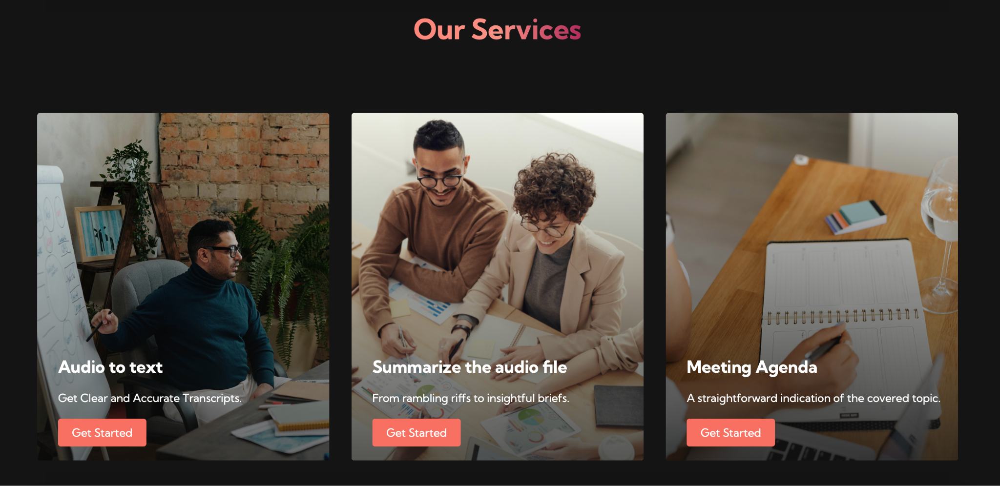 Our Services
Audio to text
Get Clear and Accurate Transcripts.
Get Started
Summarize the audio file
From rambling riffs to insightful briefs.
Get Started
Meeting Agenda
A straightforward indication of the covered topic.
Get Started